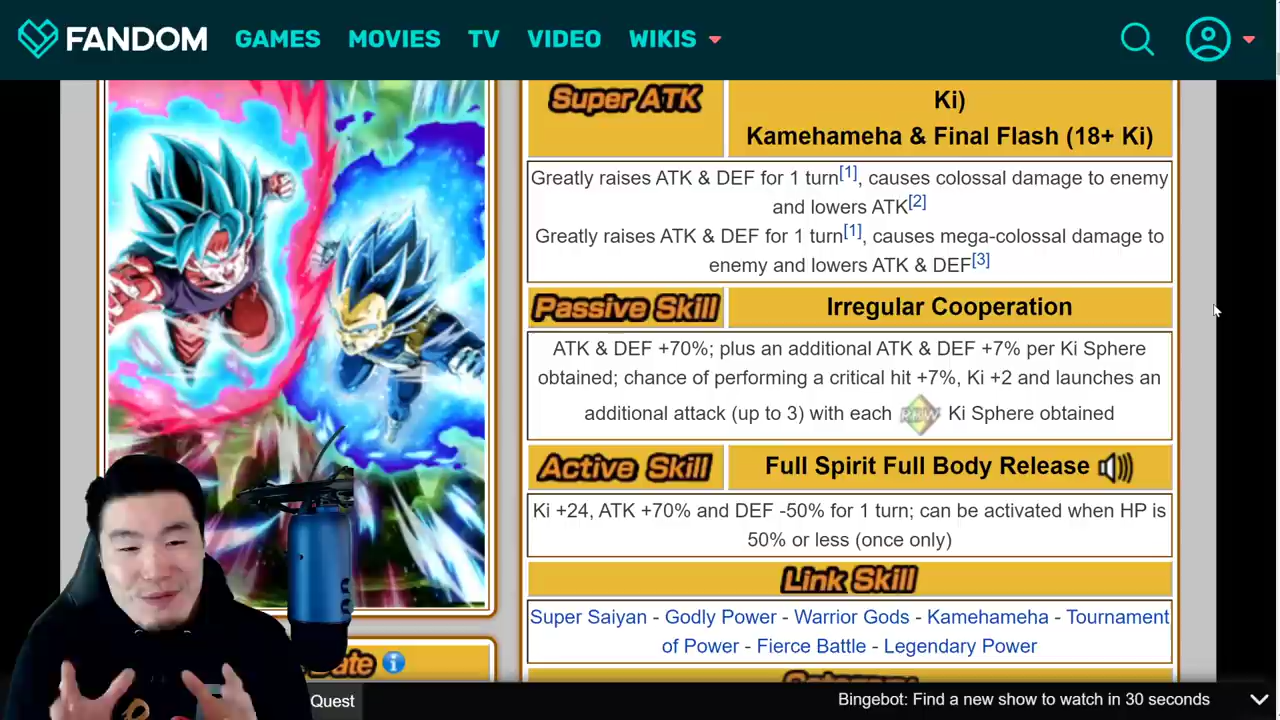 FANDOM GAMES MOVIES TV VIDEO WIKIS
Super ATK
Ki)
Kamehameha & Final Flash (18+ Ki)
Greatly raises ATK & DEF for 1 turn[1], causes colossal damage to enemy
and lowers ATK[2]
Greatly raises ATK & DEF for 1 turn[1], causes mega-colossal damage to
enemy and lowers ATK & DEF[3]
Passive Skill Irregular Cooperation
ATK & DEF +70%; plus an additional ATK & DEF +7% per Ki Sphere
obtained; chance of performing a critical hit +7%, Ki +2 and launches an
additional attack (up to 3) with each Ki Sphere obtained
Active Skill Full Spirit Full Body Release
Ki +24, ATK +70% and DEF -50% for 1 turn; can be activated when HP is
50% or less (once only)
Link Skill
Super Saiyan - Godly Power - Warrior Gods - Kamehameha - Tournament
of Power - Fierce Battle - Legendary Power
Date i
Quest
Bingebot: Find a new show to watch in 30 seconds